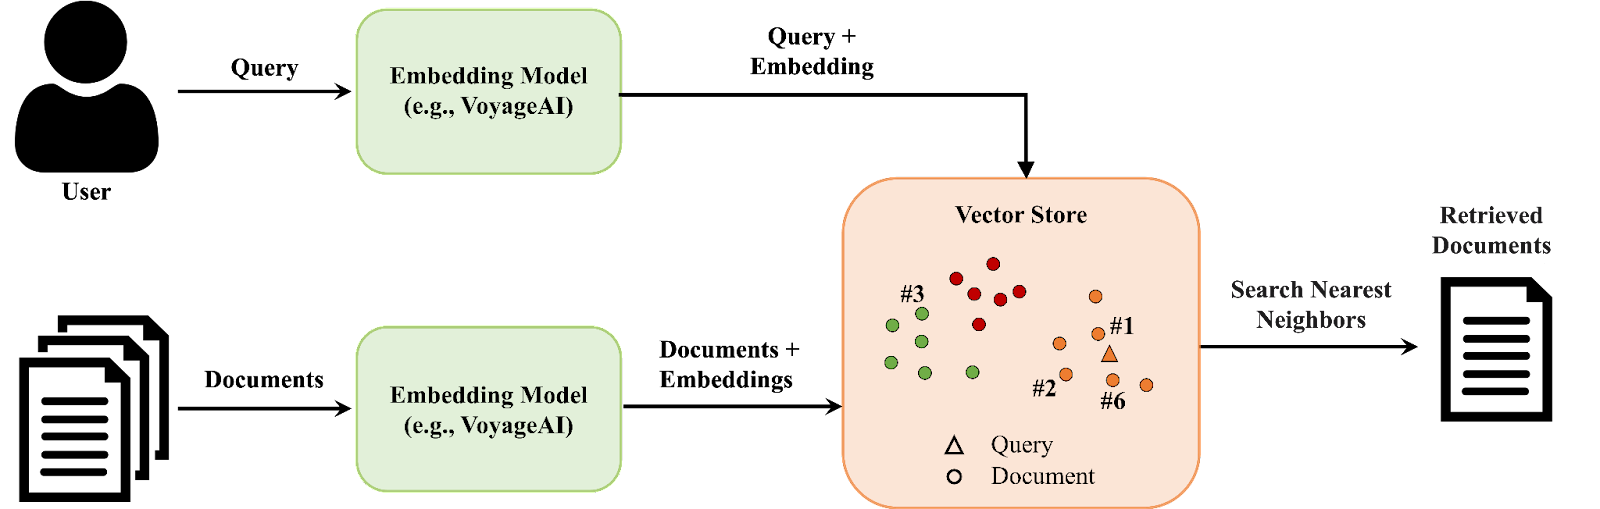 Query
Embedding Model
(e.g., VoyageAI)
Query +
Embedding
User
Documents
Embedding Model
(e.g., VoyageAI)
Documents +
Embeddings
Vector Store
#3
#1
#2
#6
Query
Document
Search Nearest
Neighbors
Retrieved
Documents